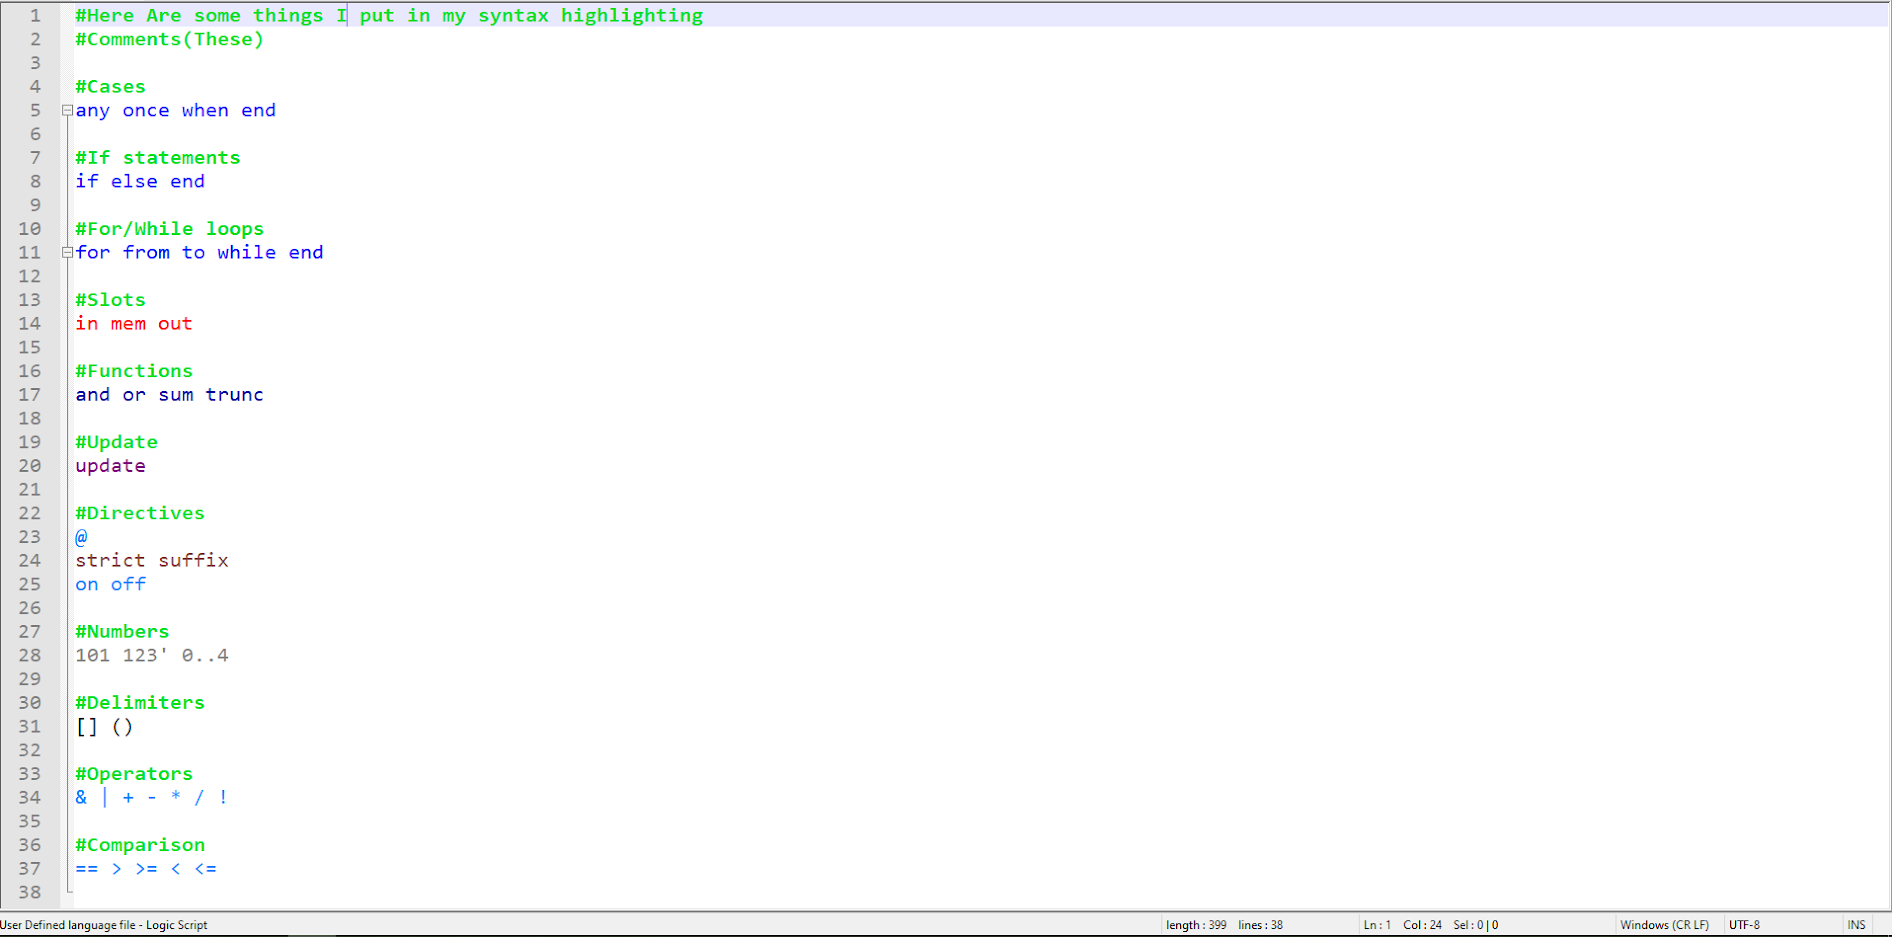 1 #Here Are some things I put in my syntax highlighting
2 #Comments(These)
3
4 #Cases
5 any once when end
6
7 #If statements
8 if else end
9
10 #For/While loops
11 for from to while end
12
13 #Slots
14 in mem out
15
16 #Functions
17 and or sum trunc
18
19 #Update
20 update
21
22 #Directives
23 @
24 strict suffix
25 on off
26
27 #Numbers
28 101 123' 0..4
29
30 #Delimiters
31 [] ()
32
33 #Operators
34 & | + - * / !
35
36 #Comparison
37 == > >= < <=
38
User Defined language file - Logic Script length : 399 lines : 38 Ln : 1 Col : 24 Sel : 0 | 0 Windows (CR LF) UTF-8 INS